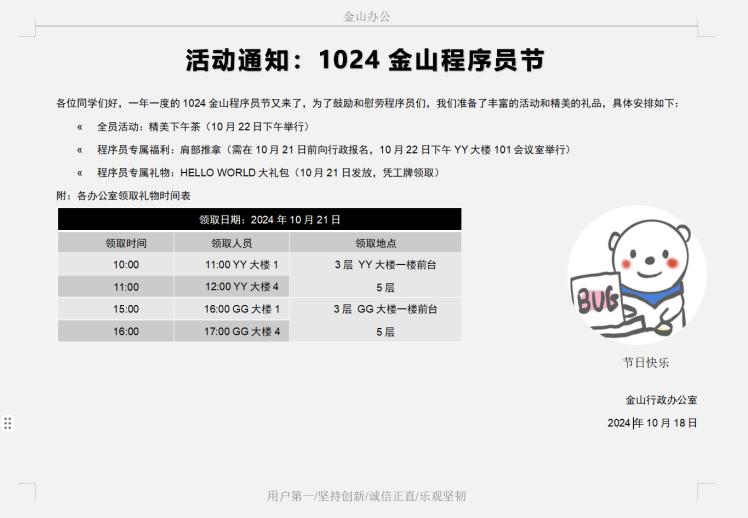 金山办公
活动通知：1024 金山程序员节
各位同学们好，一年一度的 1024 金山程序员节又来了，为了鼓励和慰劳程序员们，我们准备了丰富的活动和精美的礼品，具体安排如下：
« 全员活动：精美下午茶（10 月 22 日下午举行）
« 程序员专属福利：肩部推拿（需在 10 月 21 日前向行政报名，10 月 22 日下午 YY 大楼 101 会议室举行）
« 程序员专属礼物：HELLO WORLD 大礼包（10 月 21 日发放，凭工牌领取）
附：各办公室领取礼物时间表
领取日期：2024 年 10 月 21 日
领取时间 领取人员 领取地点
10:00 11:00 YY 大楼 1 3 层 YY 大楼一楼前台
11:00 12:00 YY 大楼 4 5 层
15:00 16:00 GG 大楼 1 3 层 GG 大楼一楼前台
16:00 17:00 GG 大楼 4 5 层
BUG
节日快乐
金山行政办公室
2024 年 10 月 18 日
用户第一/坚持创新/诚信正直/乐观坚韧